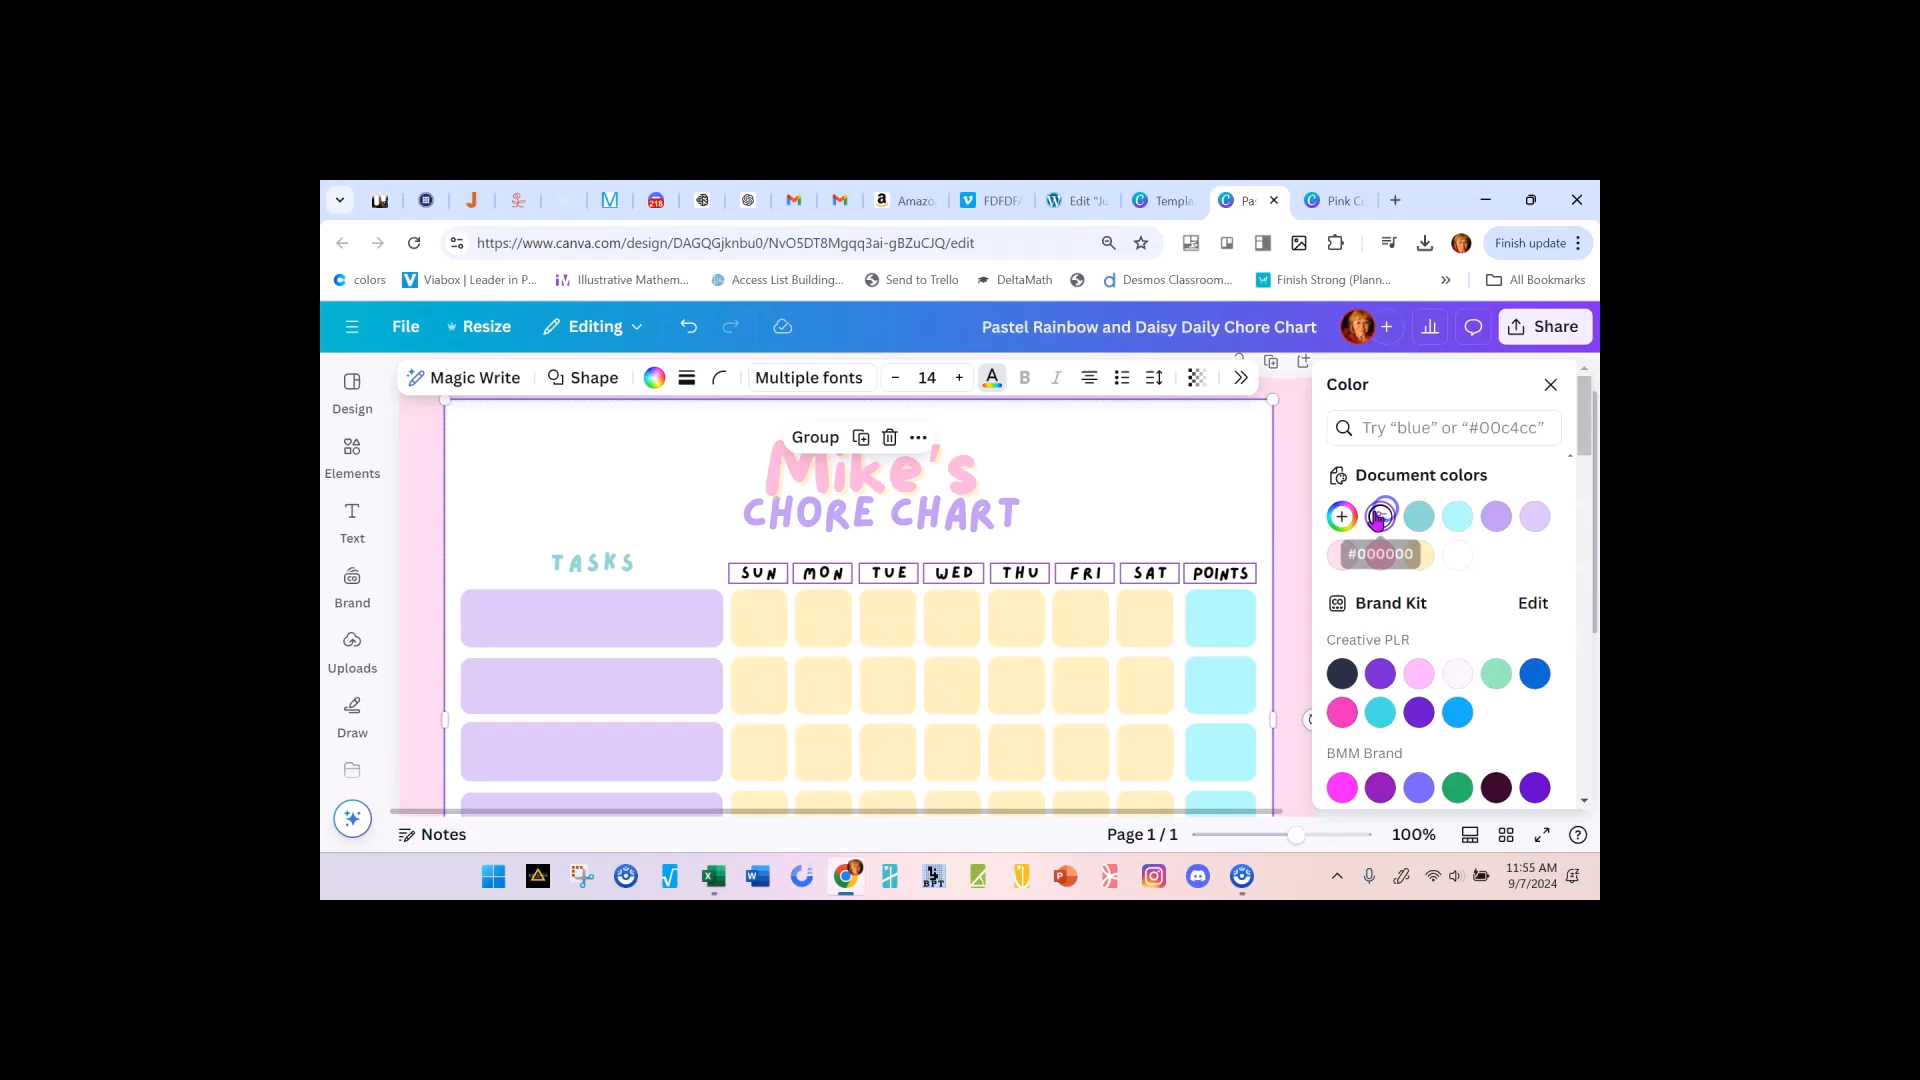 218
Amazo
FDFDF
Edit "Ju
Templa
Pas
Pink C
https://www.canva.com/design/DAGQGjknbu0/NvO5DT8Mgqq3ai-gBZuCJQ/edit
Finish update
colors
Viabox | Leader in P...
Illustrative Mathem...
Access List Building...
Send to Trello
DeltaMath
Desmos Classroom...
Finish Strong (Plann...
All Bookmarks
File
Resize
Editing
Pastel Rainbow and Daisy Daily Chore Chart
Share
Magic Write
Shape
Multiple fonts
14
A
B
I
Color
Try “blue” or “#00c4cc”
Design
Elements
Text
Brand
Uploads
Draw
Group
Mike's
CHORE CHART
TASKS
SUN
MON
TUE
WED
THU
FRI
SAT
POINTS
Document colors
#000000
Brand Kit
Edit
Creative PLR
BMM Brand
Notes
Page 1 / 1
100%
BPT
11:55 AM
9/7/2024